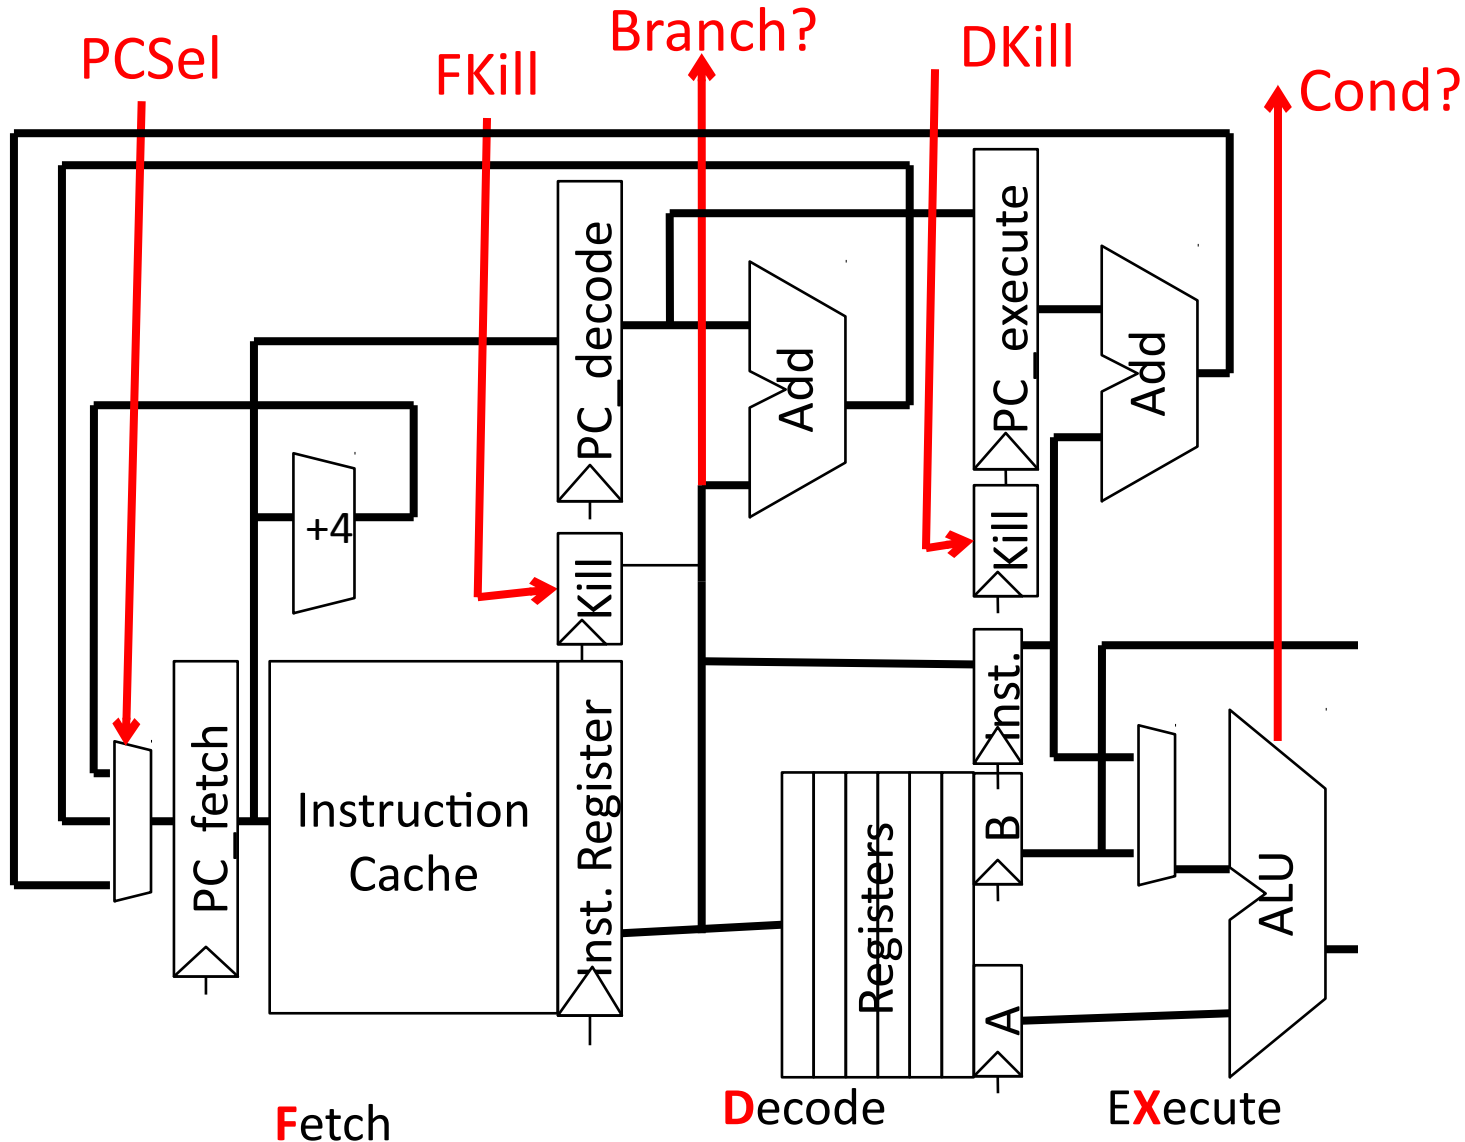 PCSel
FKill
Branch?
DKill
Cond?
PC_decode
PC_execute
Add
Add
+4
Kill
Kill
Inst.
PC_fetch
Instruction
Cache
Inst. Register
Registers
B
A
ALU
Fetch
Decode
EXecute